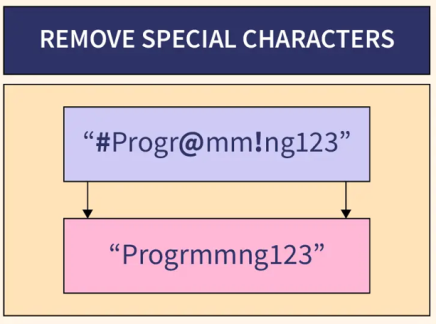 REMOVE SPECIAL CHARACTERS
“#Progr@mm!ng123”
“Progrmmng123”